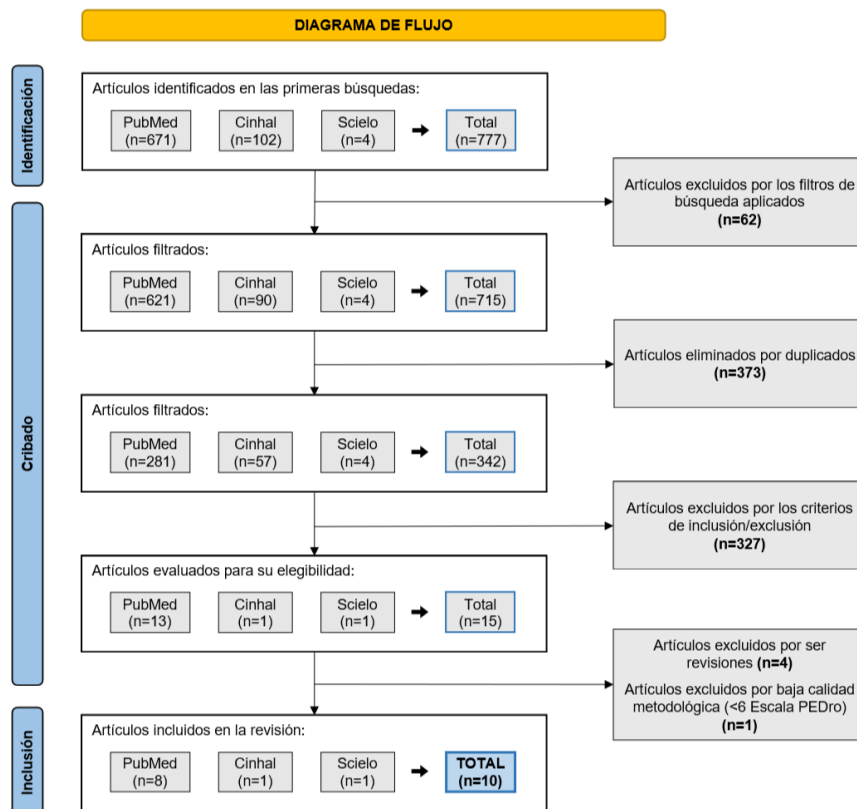 DIAGRAMA DE FLUJO
Identificación
Artículos identificados en las primeras búsquedas:
PubMed
(n=671)
Cinhal
(n=102)
Scielo
(n=4)
Total
(n=777)
Artículos excluidos por los filtros de
búsqueda aplicados
(n=62)
Cribado
Artículos filtrados:
PubMed
(n=621)
Cinhal
(n=90)
Scielo
(n=4)
Total
(n=715)
Artículos eliminados por duplicados
(n=373)
Artículos filtrados:
PubMed
(n=281)
Cinhal
(n=57)
Scielo
(n=4)
Total
(n=342)
Artículos excluidos por los criterios
de inclusión/exclusión
(n=327)
Artículos evaluados para su elegibilidad:
PubMed
(n=13)
Cinhal
(n=1)
Scielo
(n=1)
Total
(n=15)
Artículos excluidos por ser
revisiones (n=4)
Artículos excluidos por baja calidad
metodológica (<6 Escala PEDro)
(n=1)
Inclusión
Artículos incluidos en la revisión:
PubMed
(n=8)
Cinhal
(n=1)
Scielo
(n=1)
TOTAL
(n=10)